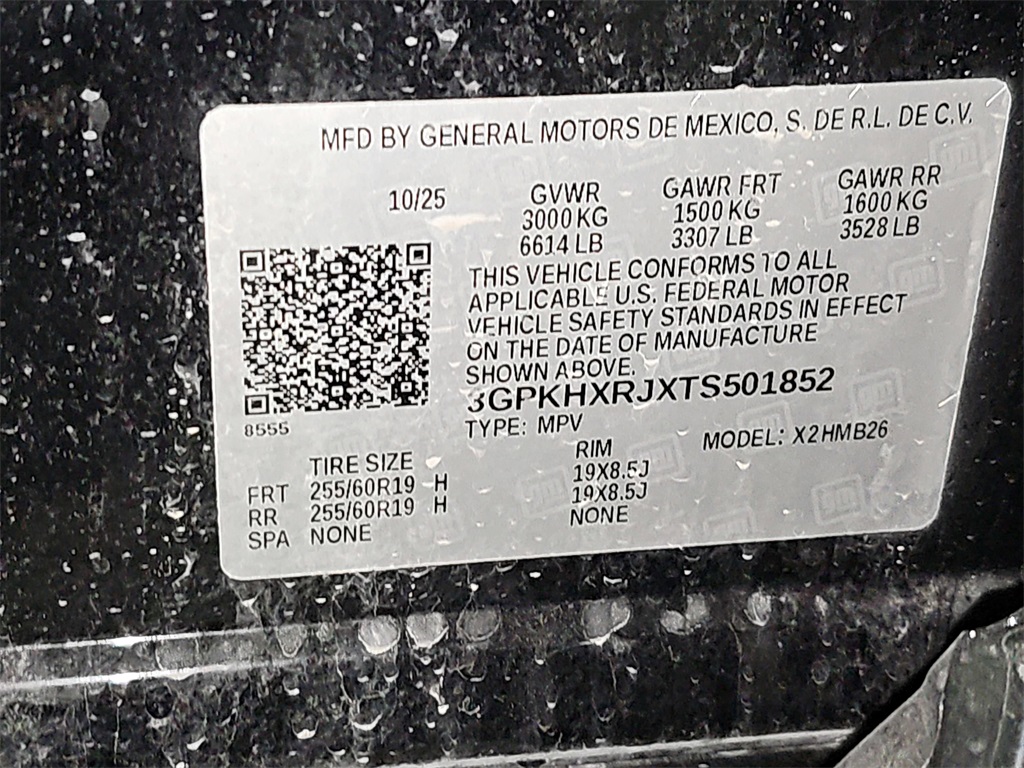 MFD BY GENERAL MOTORS DE MEXICO, S. DE R.L. DE C.V.
10/25 GVWR GAWR FRT GAWR RR
3000 KG 1500 KG 1600 KG
6614 LB 3307 LB 3528 LB
THIS VEHICLE CONFORMS TO ALL
APPLICABLE U.S. FEDERAL MOTOR
VEHICLE SAFETY STANDARDS IN EFFECT
ON THE DATE OF MANUFACTURE
SHOWN ABOVE.
3GPKHXRJXTS501852
8555
TYPE: MPV MODEL: X2HMB26
TIRE SIZE RIM
FRT 255/60R19 H 19X8.5J
RR 255/60R19 H 19X8.5J
SPA NONE NONE